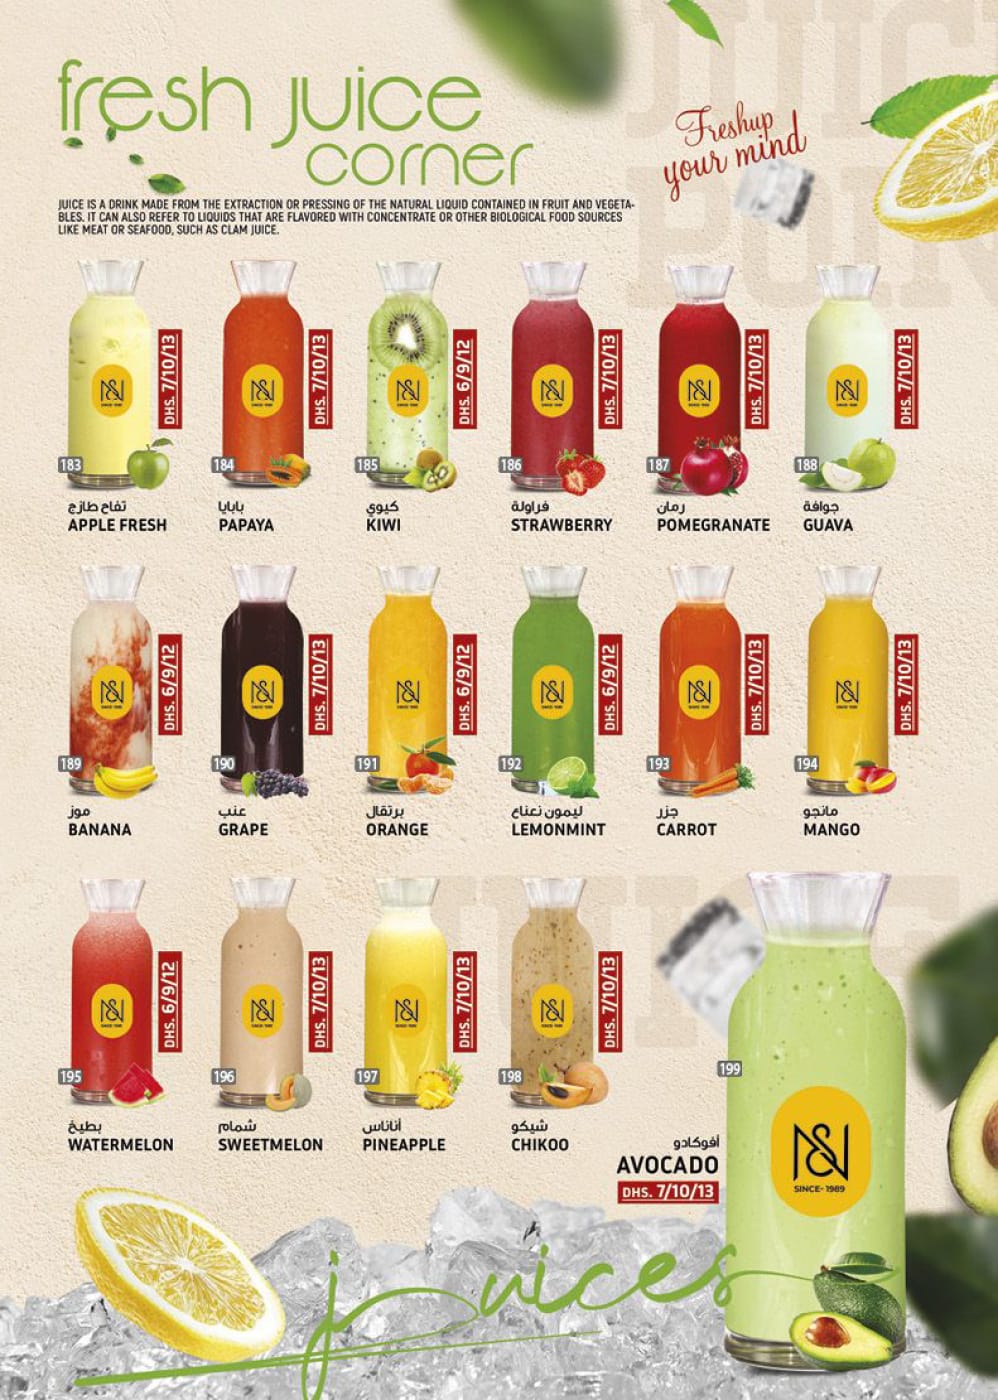 JUICE
POIN
fresh juice
corner
Freshup
your mind
JUICE IS A DRINK MADE FROM THE EXTRACTION OR PRESSING OF THE NATURAL LIQUID CONTAINED IN FRUIT AND VEGETA-
BLES. IT CAN ALSO REFER TO LIQUIDS THAT ARE FLAVORED WITH CONCENTRATE OR OTHER BIOLOGICAL FOOD SOURCES
LIKE MEAT OR SEAFOOD, SUCH AS CLAM JUICE.
DHS. 7/10/13
183
تفاح طازج
APPLE FRESH
DHS. 7/10/13
184
بابايا
PAPAYA
DHS. 6/9/12
185
كيوي
KIWI
DHS. 7/10/13
186
فراولة
STRAWBERRY
DHS. 7/10/13
187
رمان
POMEGRANATE
DHS. 7/10/13
188
جوافة
GUAVA
DHS. 6/9/12
189
موز
BANANA
DHS. 7/10/13
190
عنب
GRAPE
DHS. 6/9/12
191
برتقال
ORANGE
DHS. 7/10/13
192
ليمون نعناع
LEMONMINT
DHS. 7/10/13
193
جزر
CARROT
DHS. 7/10/13
194
مانجو
MANGO
DHS. 6/9/12
195
بطيخ
WATERMELON
DHS. 7/10/13
196
شمام
SWEETMELON
DHS. 7/10/13
197
أناناس
PINEAPPLE
DHS. 7/10/13
198
شيكو
CHIKOO
199
أفوكادو
AVOCADO
DHS. 7/10/13
N&N
SINCE- 1989
juices